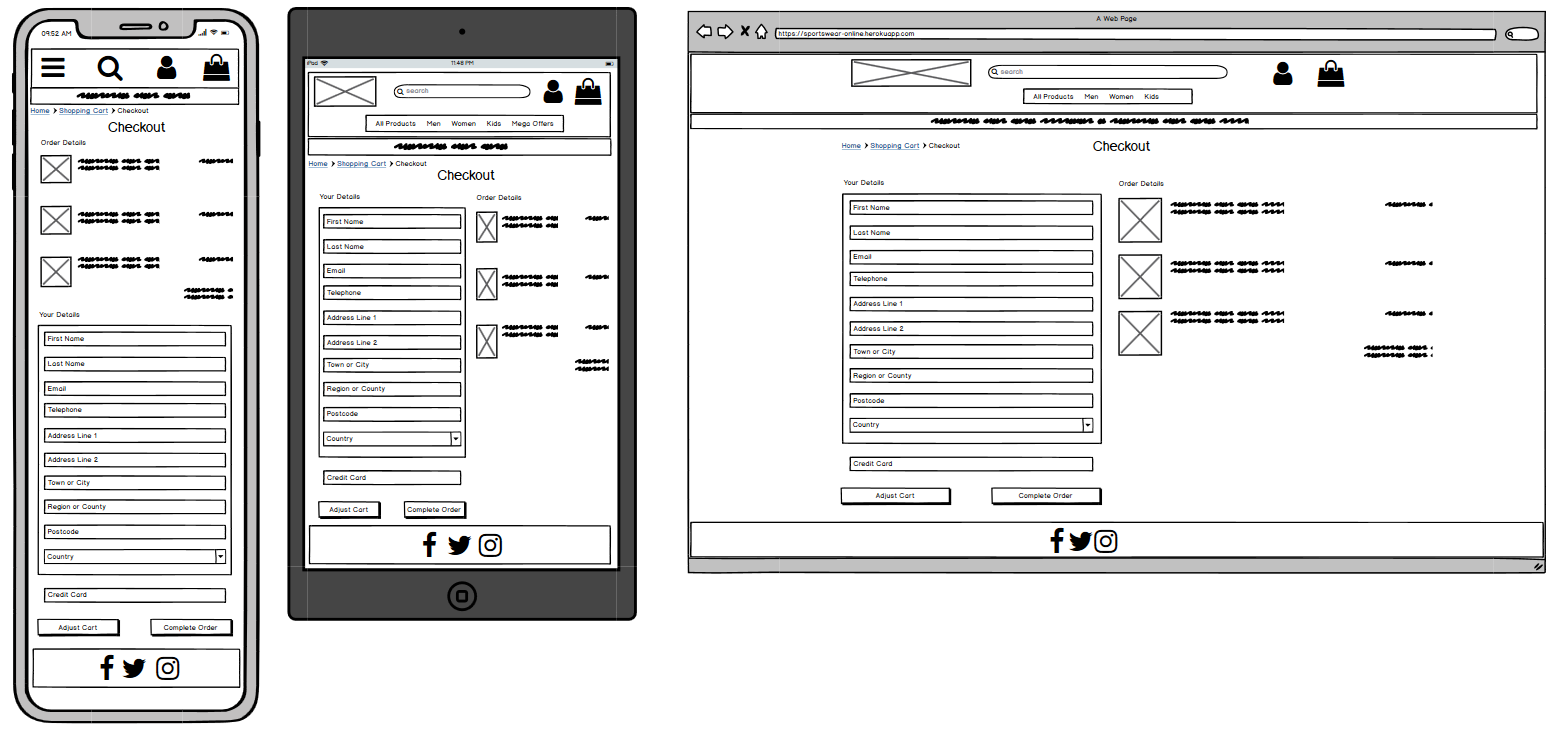 09:52 AM
Home > Shopping Cart > Checkout
Checkout
Order Details
Your Details
First Name
Last Name
Email
Telephone
Address Line 1
Address Line 2
Town or City
Region or County
Postcode
Country
Credit Card
Adjust Cart
Complete Order
iPad
11:48 PM
search
All Products Men Women Kids Mega Offers
Home > Shopping Cart > Checkout
Checkout
Your Details
Order Details
First Name
Last Name
Email
Telephone
Address Line 1
Address Line 2
Town or City
Region or County
Postcode
Country
Credit Card
Adjust Cart
Complete Order
A Web Page
https://sportswear-online.herokuapp.com
search
All Products Men Women Kids
Home > Shopping Cart > Checkout
Checkout
Your Details
Order Details
First Name
Last Name
Email
Telephone
Address Line 1
Address Line 2
Town or City
Region or County
Postcode
Country
Credit Card
Adjust Cart
Complete Order